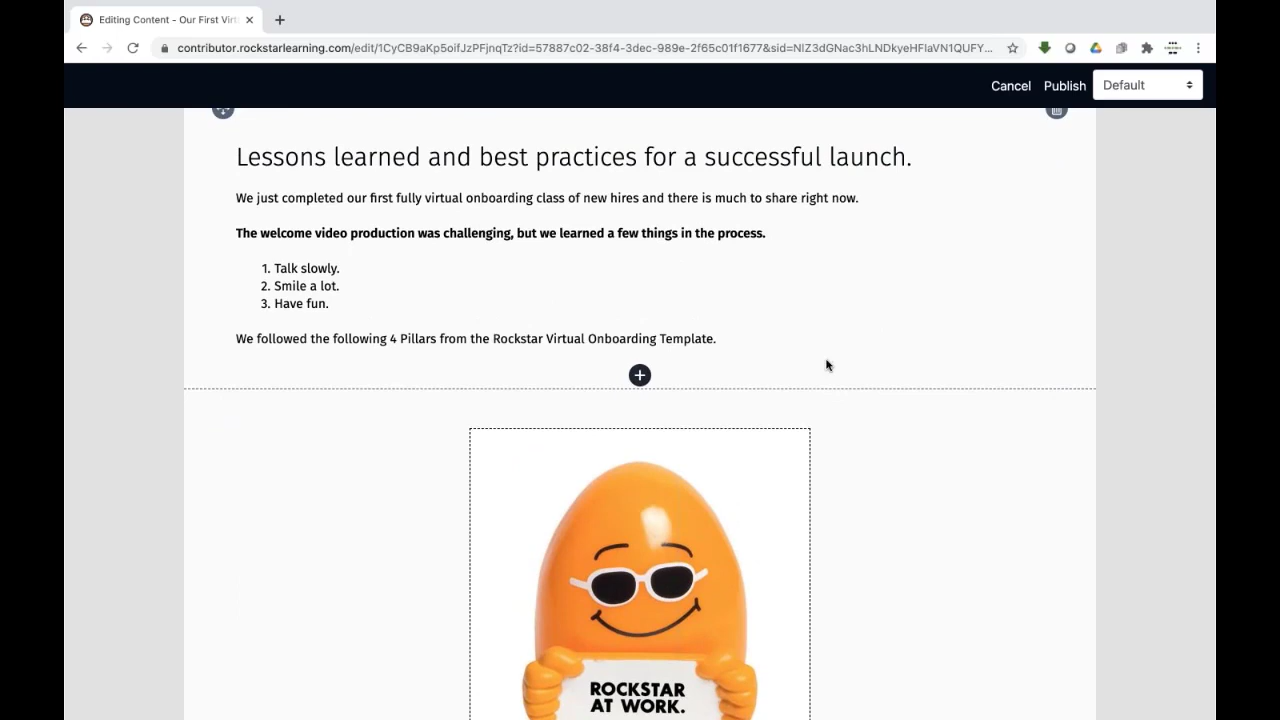 Editing Content - Our First Virt
contributor.rockstarlearning.com/edit/1CyCB9aKp5oifJzPFjnqTz?id=57887c02-38f4-3dec-989e-2f65c01f1677&sid=NIZ3dGNac3hLNDkyeHFlaVN1QUFY...
Cancel Publish Default
Lessons learned and best practices for a successful launch.
We just completed our first fully virtual onboarding class of new hires and there is much to share right now.
The welcome video production was challenging, but we learned a few things in the process.
1. Talk slowly.
2. Smile a lot.
3. Have fun.
We followed the following 4 Pillars from the Rockstar Virtual Onboarding Template.
ROCKSTAR
AT WORK.